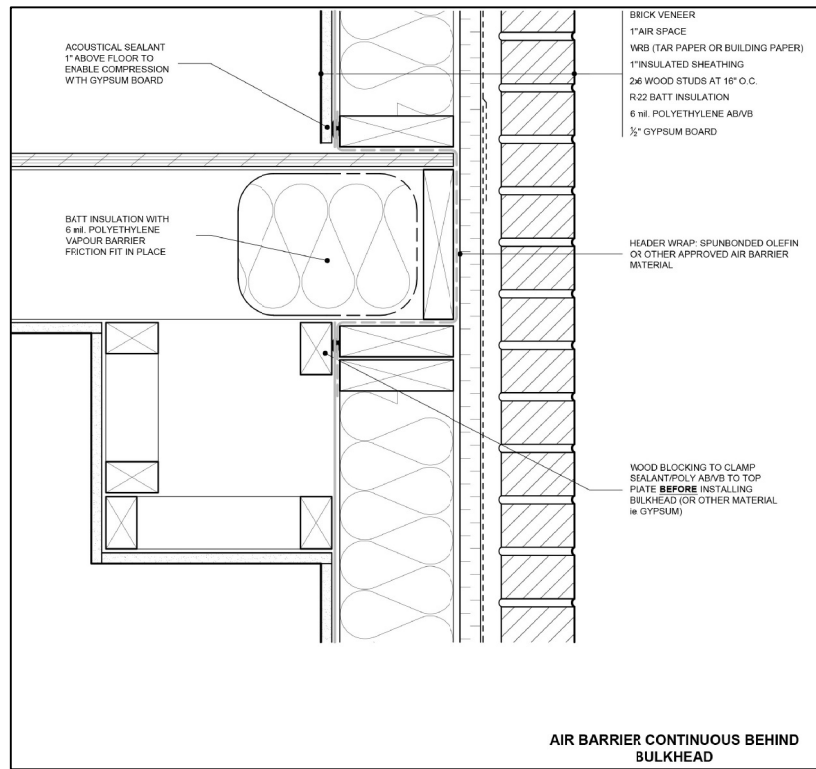 ACOUSTICAL SEALANT
1" ABOVE FLOOR TO
ENABLE COMPRESSION
WITH GYPSUM BOARD
BRICK VENEER
1" AIR SPACE
WRB (TAR PAPER OR BUILDING PAPER)
1" INSULATED SHEATHING
2x6 WOOD STUDS AT 16" O.C.
R-22 BATT INSULATION
6 mil. POLYETHYLENE AB/VB
½" GYPSUM BOARD
BATT INSULATION WITH
6 mil. POLYETHYLENE
VAPOUR BARRIER
FRICTION FIT IN PLACE
HEADER WRAP: SPUNBONDED OLEFIN
OR OTHER APPROVED AIR BARRIER
MATERIAL
WOOD BLOCKING TO CLAMP
SEALANT/POLY AB/VB TO TOP
PLATE BEFORE INSTALLING
BULKHEAD (OR OTHER MATERIAL
ie GYPSUM)
AIR BARRIER CONTINUOUS BEHIND
BULKHEAD